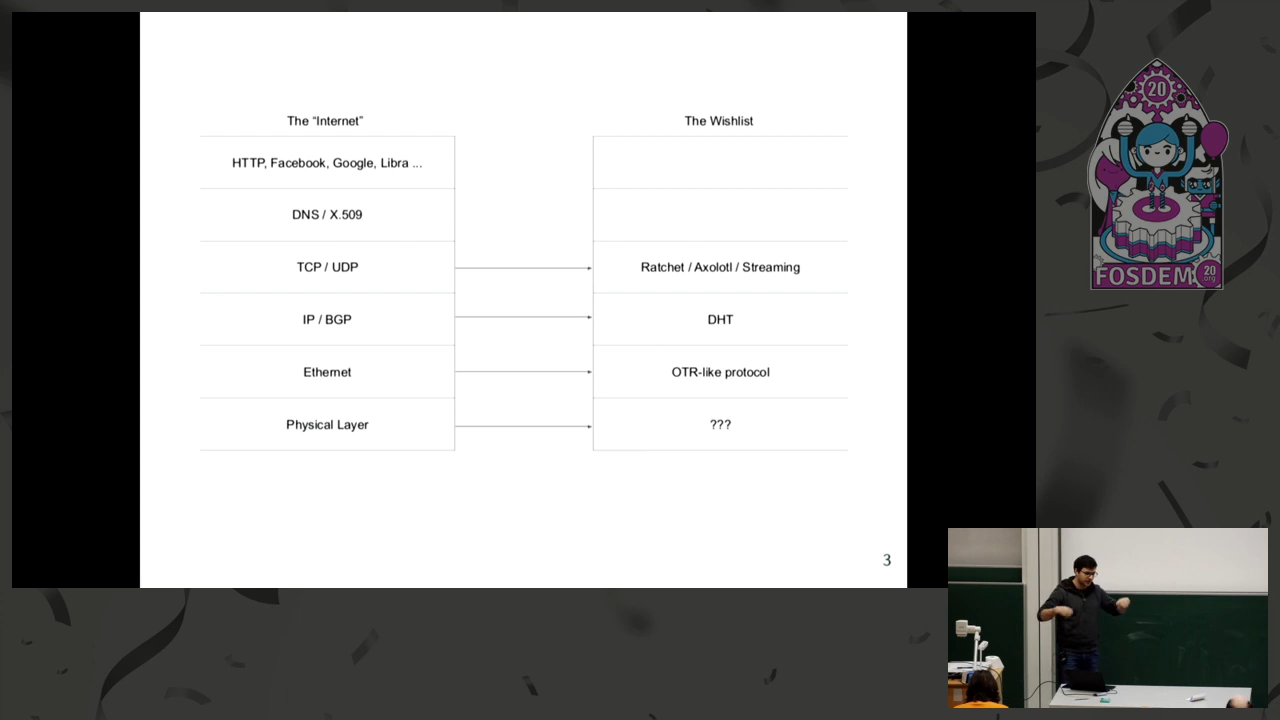 The "Internet"
The Wishlist
HTTP, Facebook, Google, Libra ...
DNS / X.509
TCP / UDP
Ratchet / Axolotl / Streaming
IP / BGP
DHT
Ethernet
OTR-like protocol
Physical Layer
???
3
20
FOSDEM
20
.org